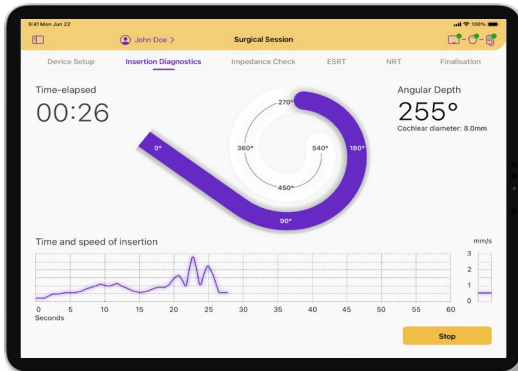 9:41 Mon Jun 22
100%
John Doe >
Surgical Session
Device Setup
Insertion Diagnostics
Impedance Check
ESRT
NRT
Finalisation
Time-elapsed
00:26
Angular Depth
255°
Cochlear diameter: 8.0mm
270°
0°
360°
540°
180°
450°
90°
Time and speed of insertion
mm/s
3
2
1
0
0 5 10 15 20 25 30 35 40 45 50 55 60
Seconds
Stop